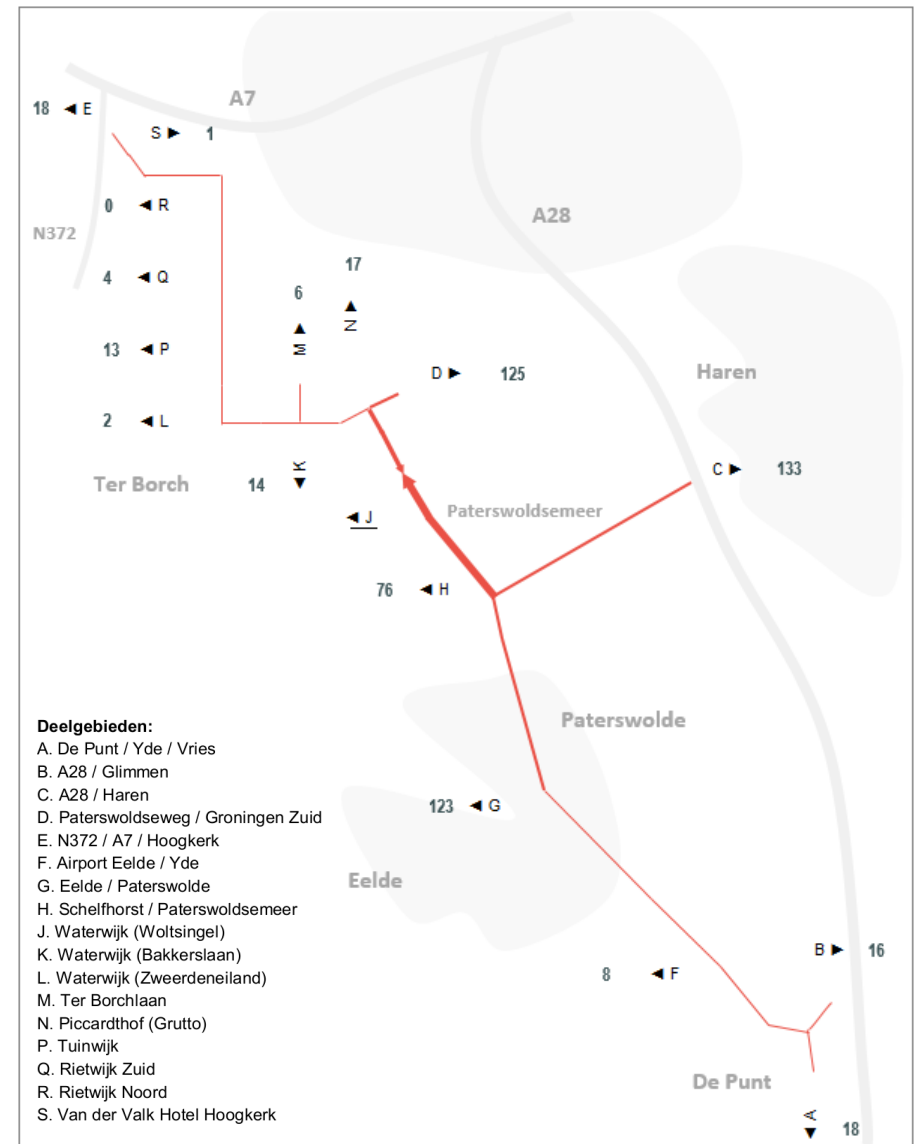 A7
18 ◄ E
S ► 1
0 ◄ R
A28
N372
17
4 ◄ Q
6
N ►
M ►
13 ◄ P
D ► 125
Haren
2 ◄ L
C ► 133
Ter Borch
14
K ◄
Paterswoldsemeer
◄ J
76 ◄ H
Paterswolde
Deelgebieden:
A. De Punt / Yde / Vries
B. A28 / Glimmen
C. A28 / Haren
D. Paterswoldseweg / Groningen Zuid
E. N372 / A7 / Hoogkerk
F. Airport Eelde / Yde
G. Eelde / Paterswolde
H. Schelfhorst / Paterswoldsemeer
J. Waterwijk (Woltsingel)
K. Waterwijk (Bakkerslaan)
L. Waterwijk (Zweerdeneiland)
M. Ter Borchlaan
N. Piccardthof (Grutto)
P. Tuinwijk
Q. Rietwijk Zuid
R. Rietwijk Noord
S. Van der Valk Hotel Hoogkerk
123 ◄ G
Eelde
B ► 16
8 ◄ F
De Punt
A ◄
18